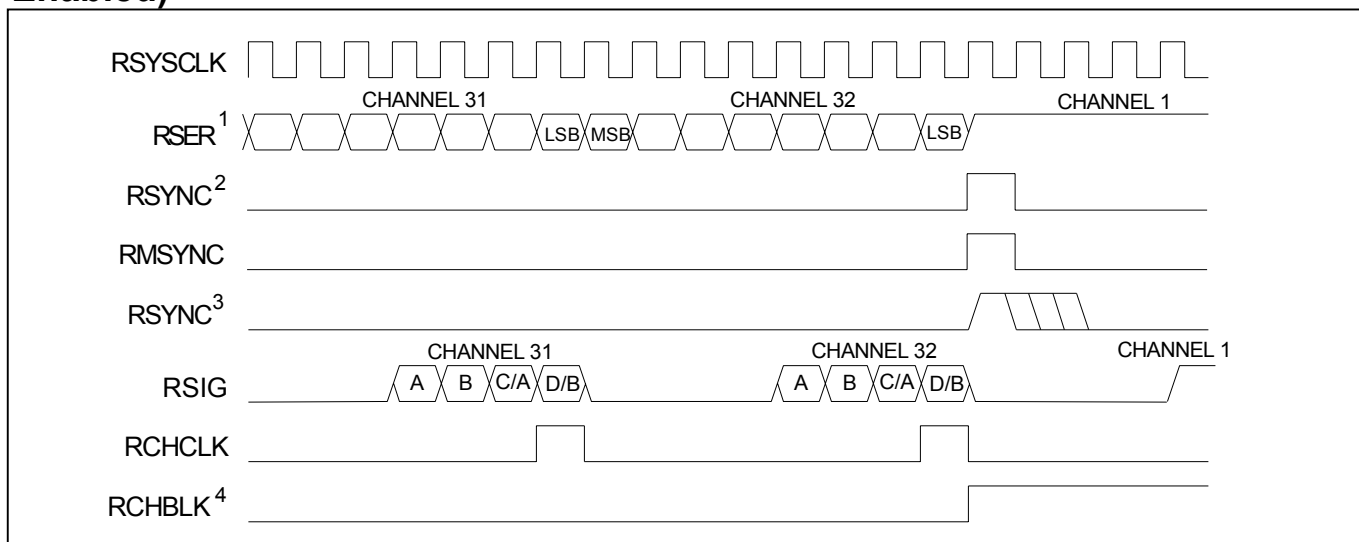 RSYSCLK
CHANNEL 31 CHANNEL 32 CHANNEL 1
RSER¹ LSB MSB LSB
RSYNC²
RMSYNC
RSYNC³
CHANNEL 31 CHANNEL 32 CHANNEL 1
RSIG A B C/A D/B A B C/A D/B
RCHCLK
RCHBLK⁴